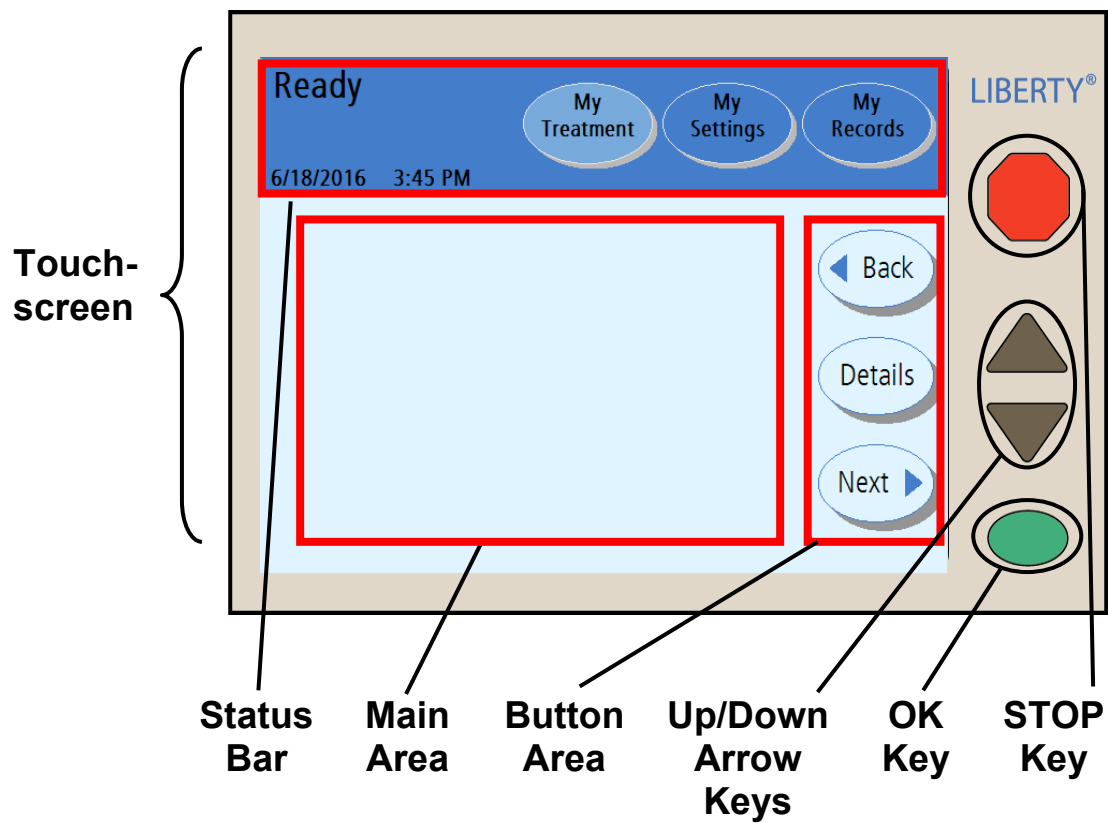 Ready
My
Treatment
My
Settings
My
Records
LIBERTY®
6/18/2016 3:45 PM
Touch-
screen
Back
Details
Next
Status
Bar
Main
Area
Button
Area
Up/Down
Arrow
Keys
OK
Key
STOP
Key